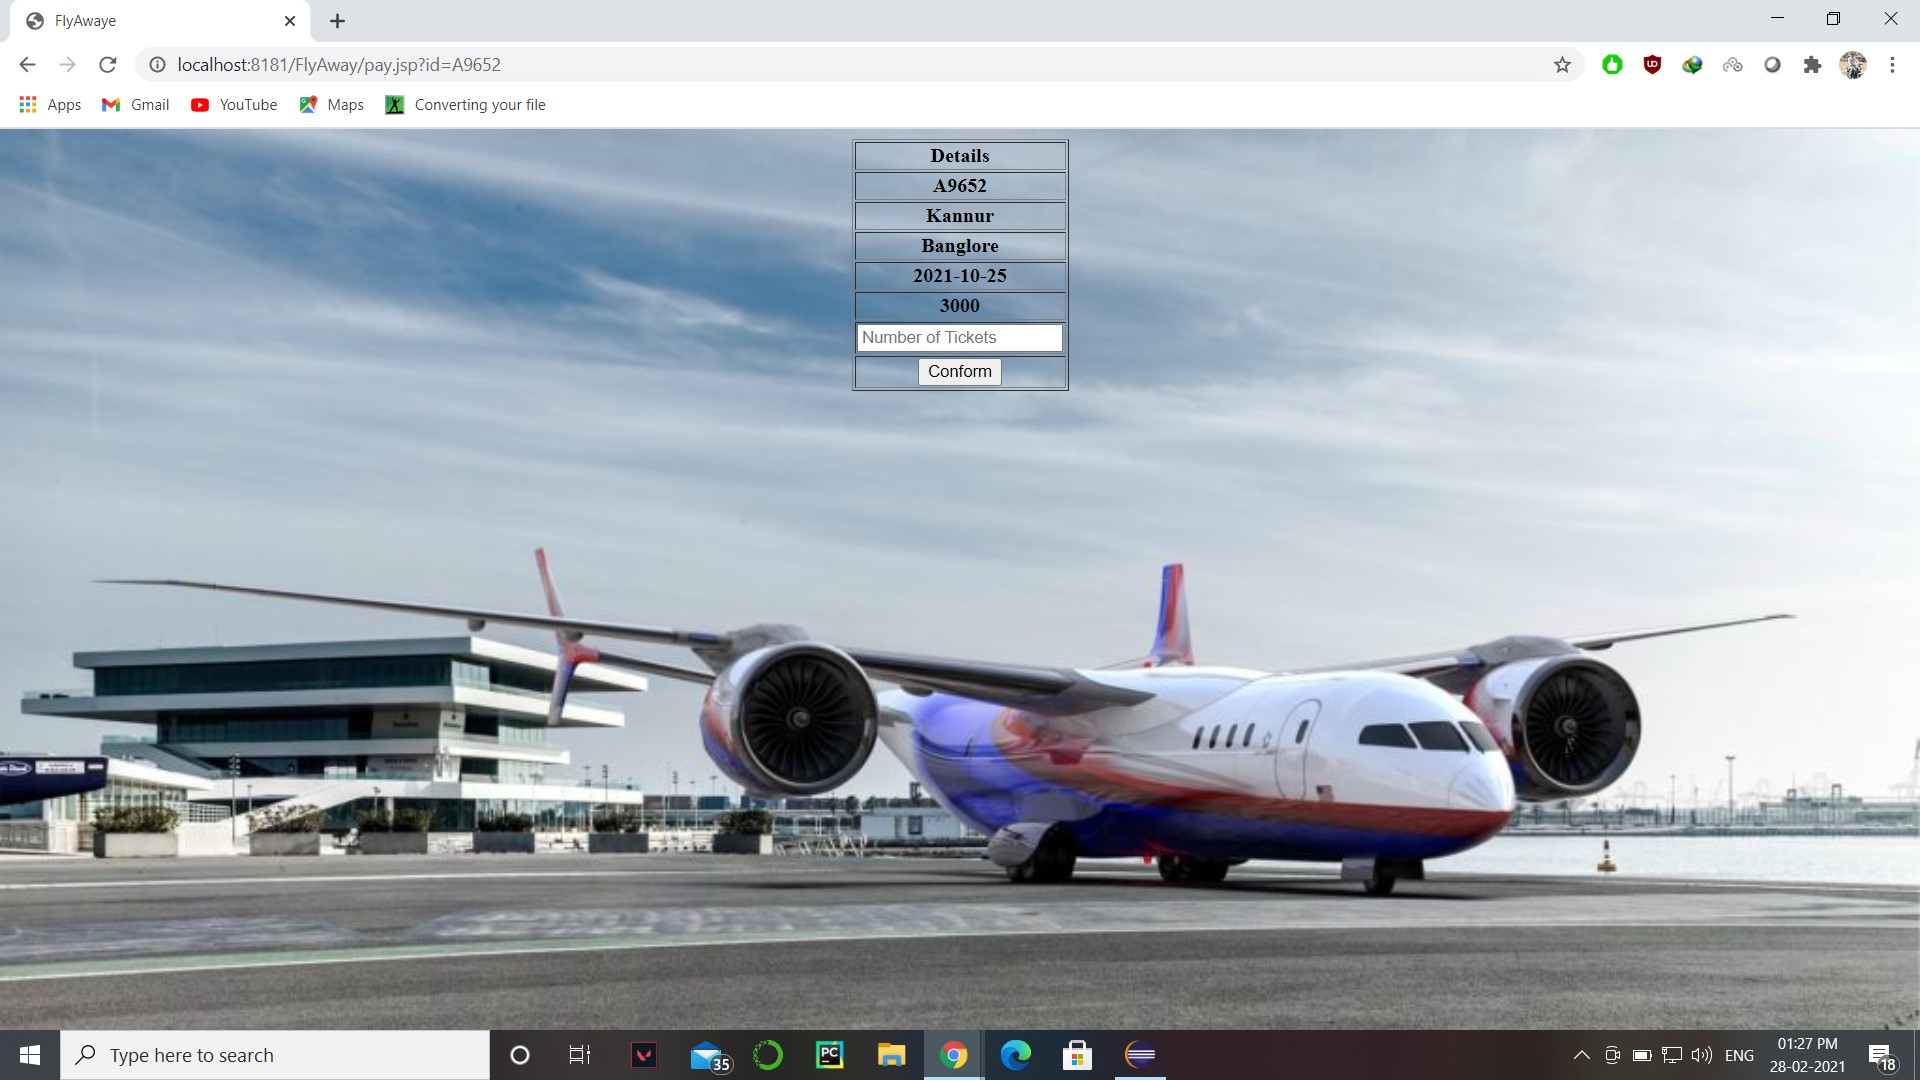 FlyAwaye
localhost:8181/FlyAway/pay.jsp?id=A9652
Apps Gmail YouTube Maps Converting your file
Details
A9652
Kannur
Banglore
2021-10-25
3000
Number of Tickets
Conform
Type here to search
35
PC
ENG
01:27 PM
28-02-2021
18